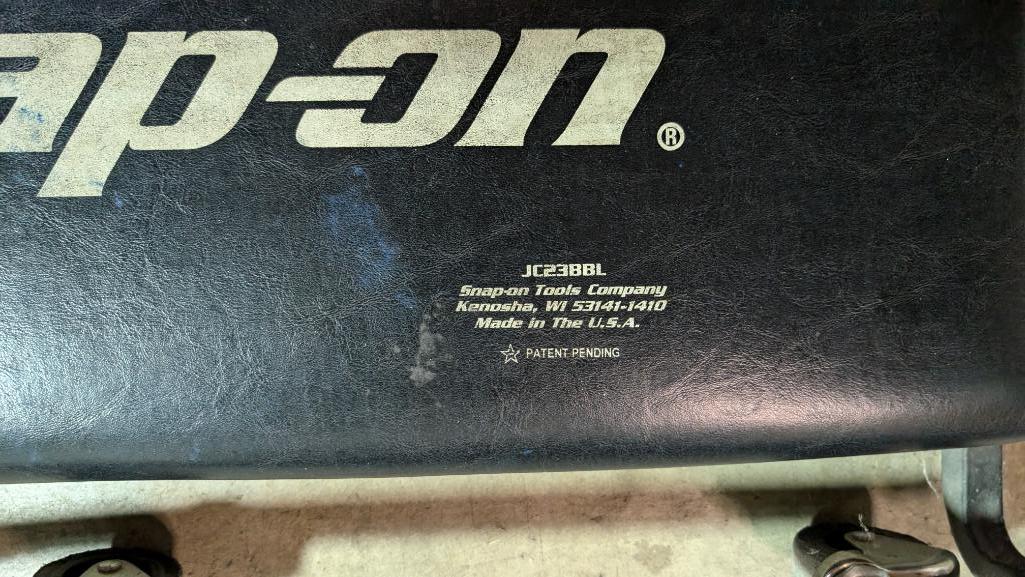 ap-on®
JC23BBL
Snap-on Tools Company
Kenosha, WI 53141-1410
Made in The U.S.A.
PATENT PENDING